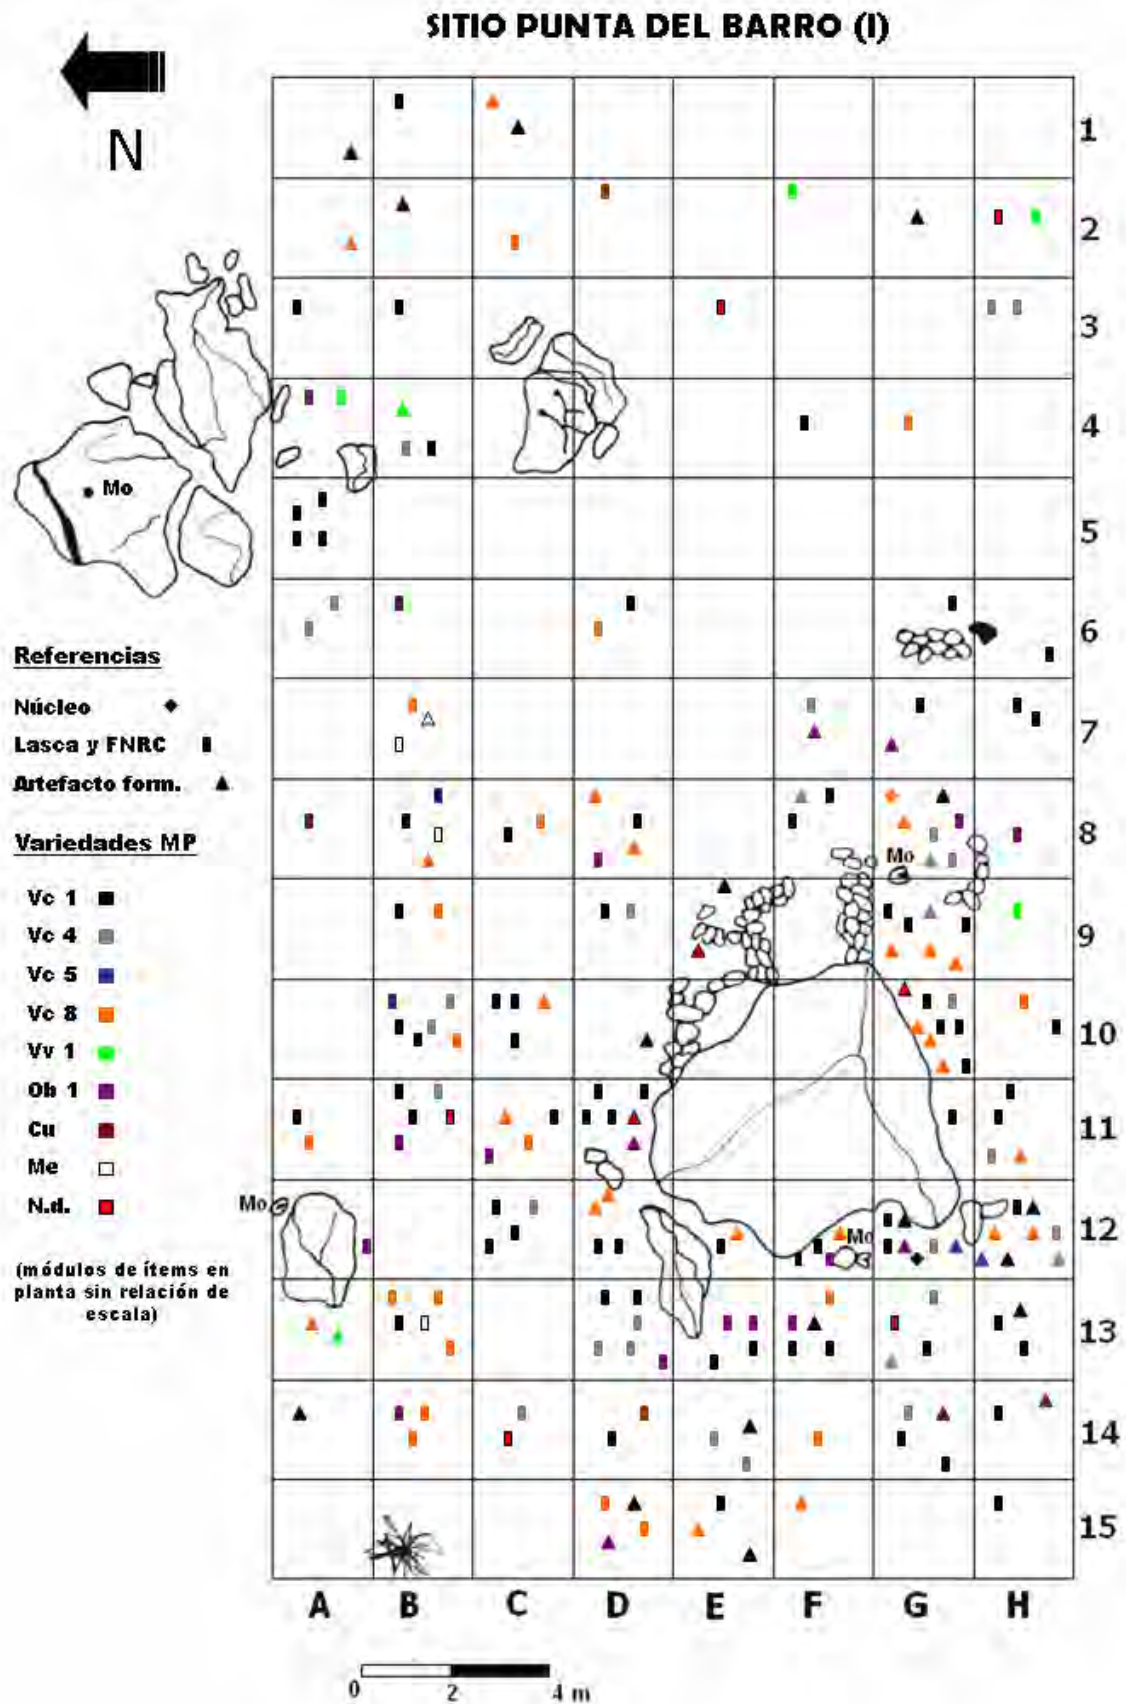 SITIO PUNTA DEL BARRO (I)
N
1
2
3
4
Mo
5
6
Referencias
Núcleo
7
Lasca y FNRC
Artefacto form.
8
Variedades MP
Mo
Vc 1
Vc 4
9
Vc 5
Vc 8
10
Vv 1
Ob 1
11
Cu
Me
N.d.
Mo
12
Mo
(módulos de ítems en
planta sin relación de
escala)
13
14
15
A B C D E F G H
0 2 4 m